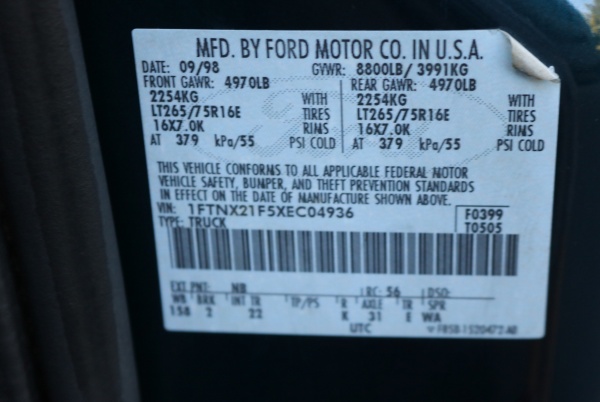 MFD. BY FORD MOTOR CO. IN U.S.A.
DATE: 09/98 GVWR: 8800LB/ 3991KG
FRONT GAWR: 4970LB REAR GAWR: 4970LB
2254KG WITH 2254KG WITH
LT265/75R16E TIRES LT265/75R16E TIRES
16X7.0K RIMS 16X7.0K RIMS
AT 379 kPa/55 PSI COLD AT 379 kPa/55 PSI COLD
THIS VEHICLE CONFORMS TO ALL APPLICABLE FEDERAL MOTOR
VEHICLE SAFETY, BUMPER, AND THEFT PREVENTION STANDARDS
IN EFFECT ON THE DATE OF MANUFACTURE SHOWN ABOVE.
VIN: 1FTNX21F5XEC04936 F0399
TYPE: TRUCK T0505
EXT PNT: NB RC: 56 DSO:
WB BRK INT TR TP/PS R AXLE TR SPR
158 2 22 K 31 E WA
UTC